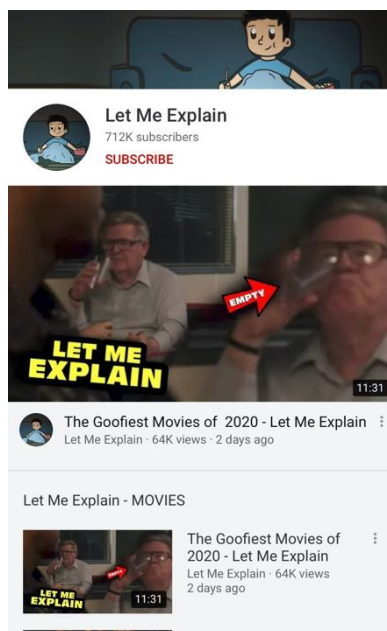 Let Me Explain
712K subscribers
SUBSCRIBE
EMPTY
LET ME
EXPLAIN
11:31
The Goofiest Movies of 2020 - Let Me Explain
Let Me Explain · 64K views · 2 days ago
Let Me Explain - MOVIES
EMPTY
LET ME
EXPLAIN
11:31
The Goofiest Movies of
2020 - Let Me Explain
Let Me Explain · 64K views
2 days ago